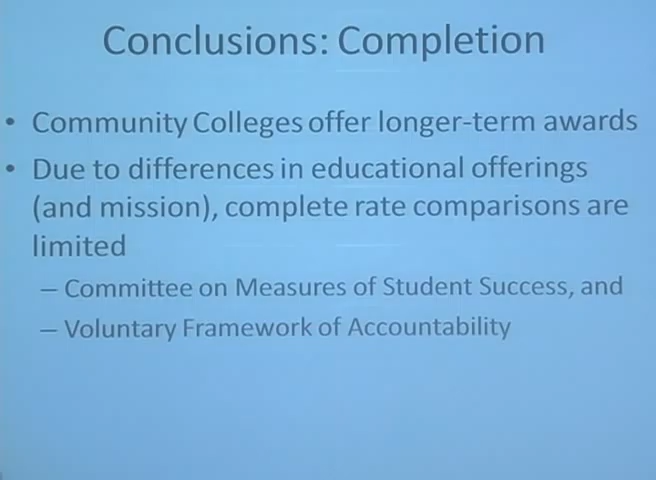 Conclusions: Completion
• Community Colleges offer longer-term awards
• Due to differences in educational offerings
(and mission), complete rate comparisons are
limited
– Committee on Measures of Student Success, and
– Voluntary Framework of Accountability